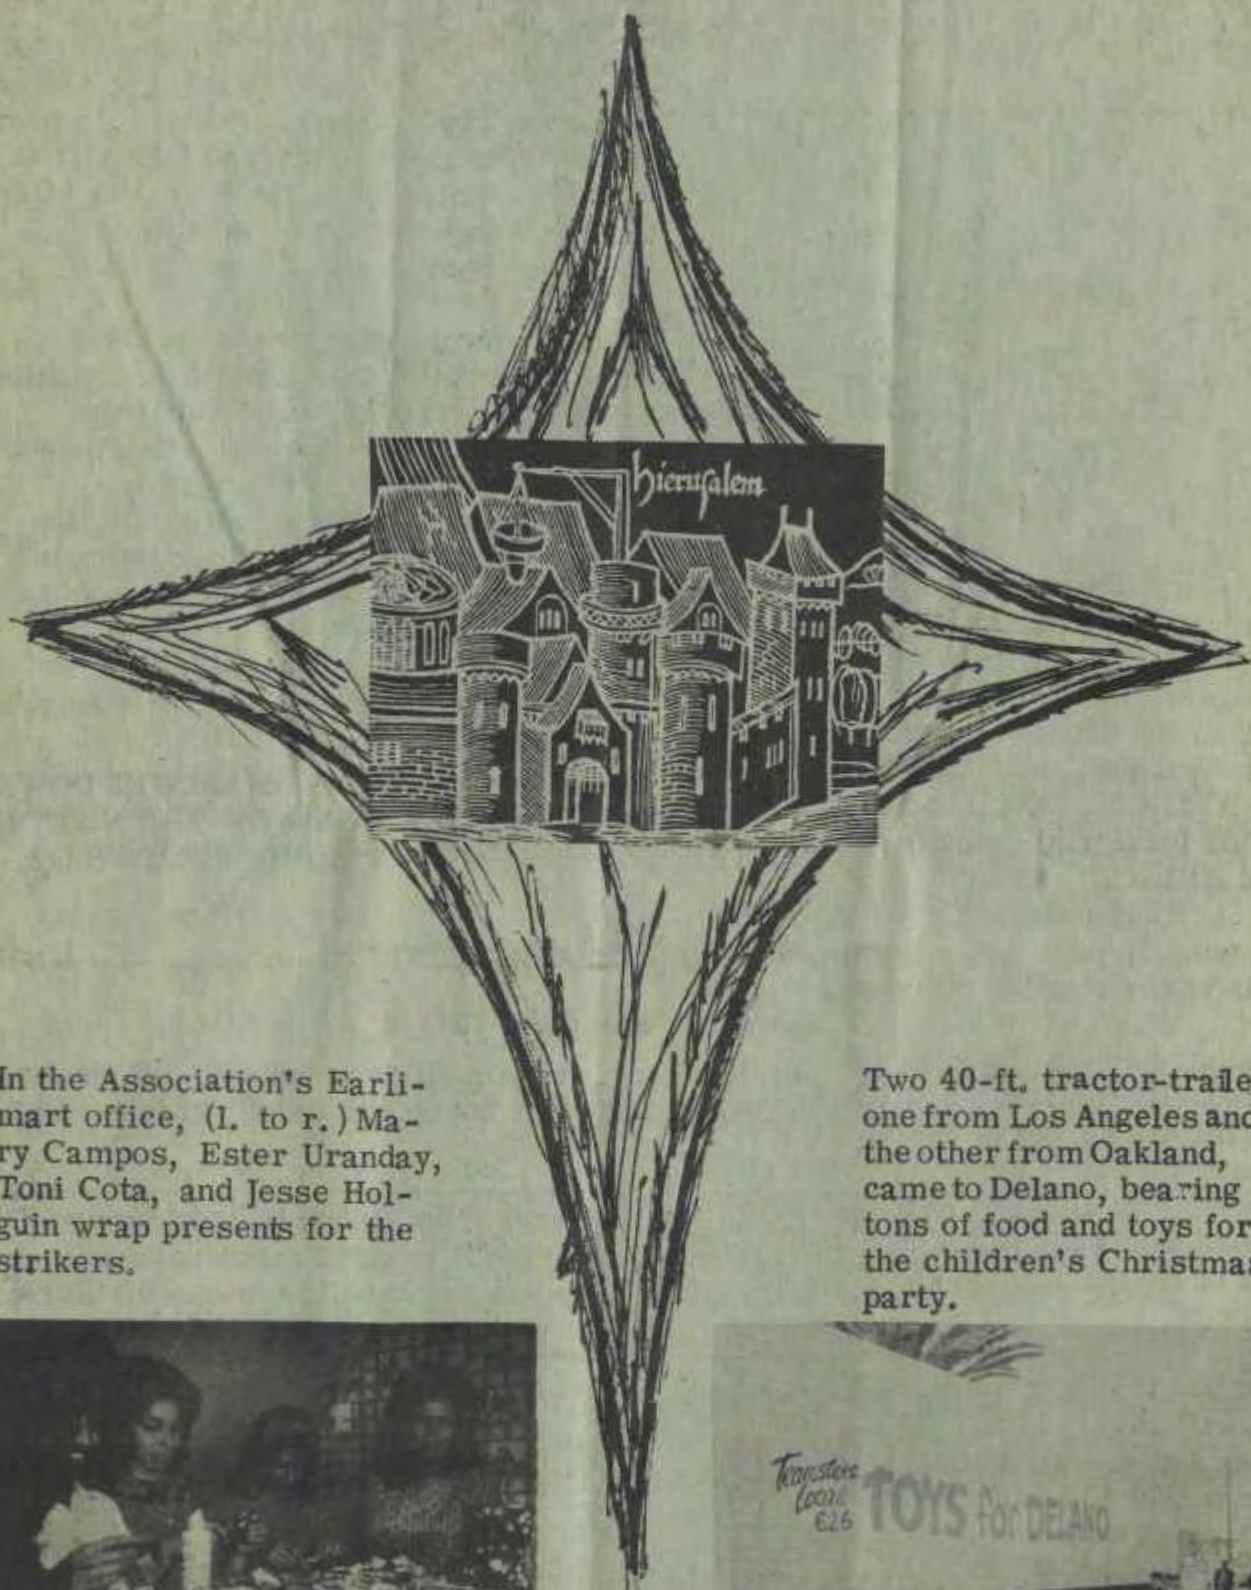 hierusalem
In the Association's Earli-
mart office, (l. to r.) Ma-
ry Campos, Ester Uranday,
Toni Cota, and Jesse Hol-
guin wrap presents for the
strikers.
Two 40-ft. tractor-traile
one from Los Angeles and
the other from Oakland,
came to Delano, bearing
tons of food and toys for
the children's Christmas
party.
Teamsters
Local
626
TOYS for DELANO